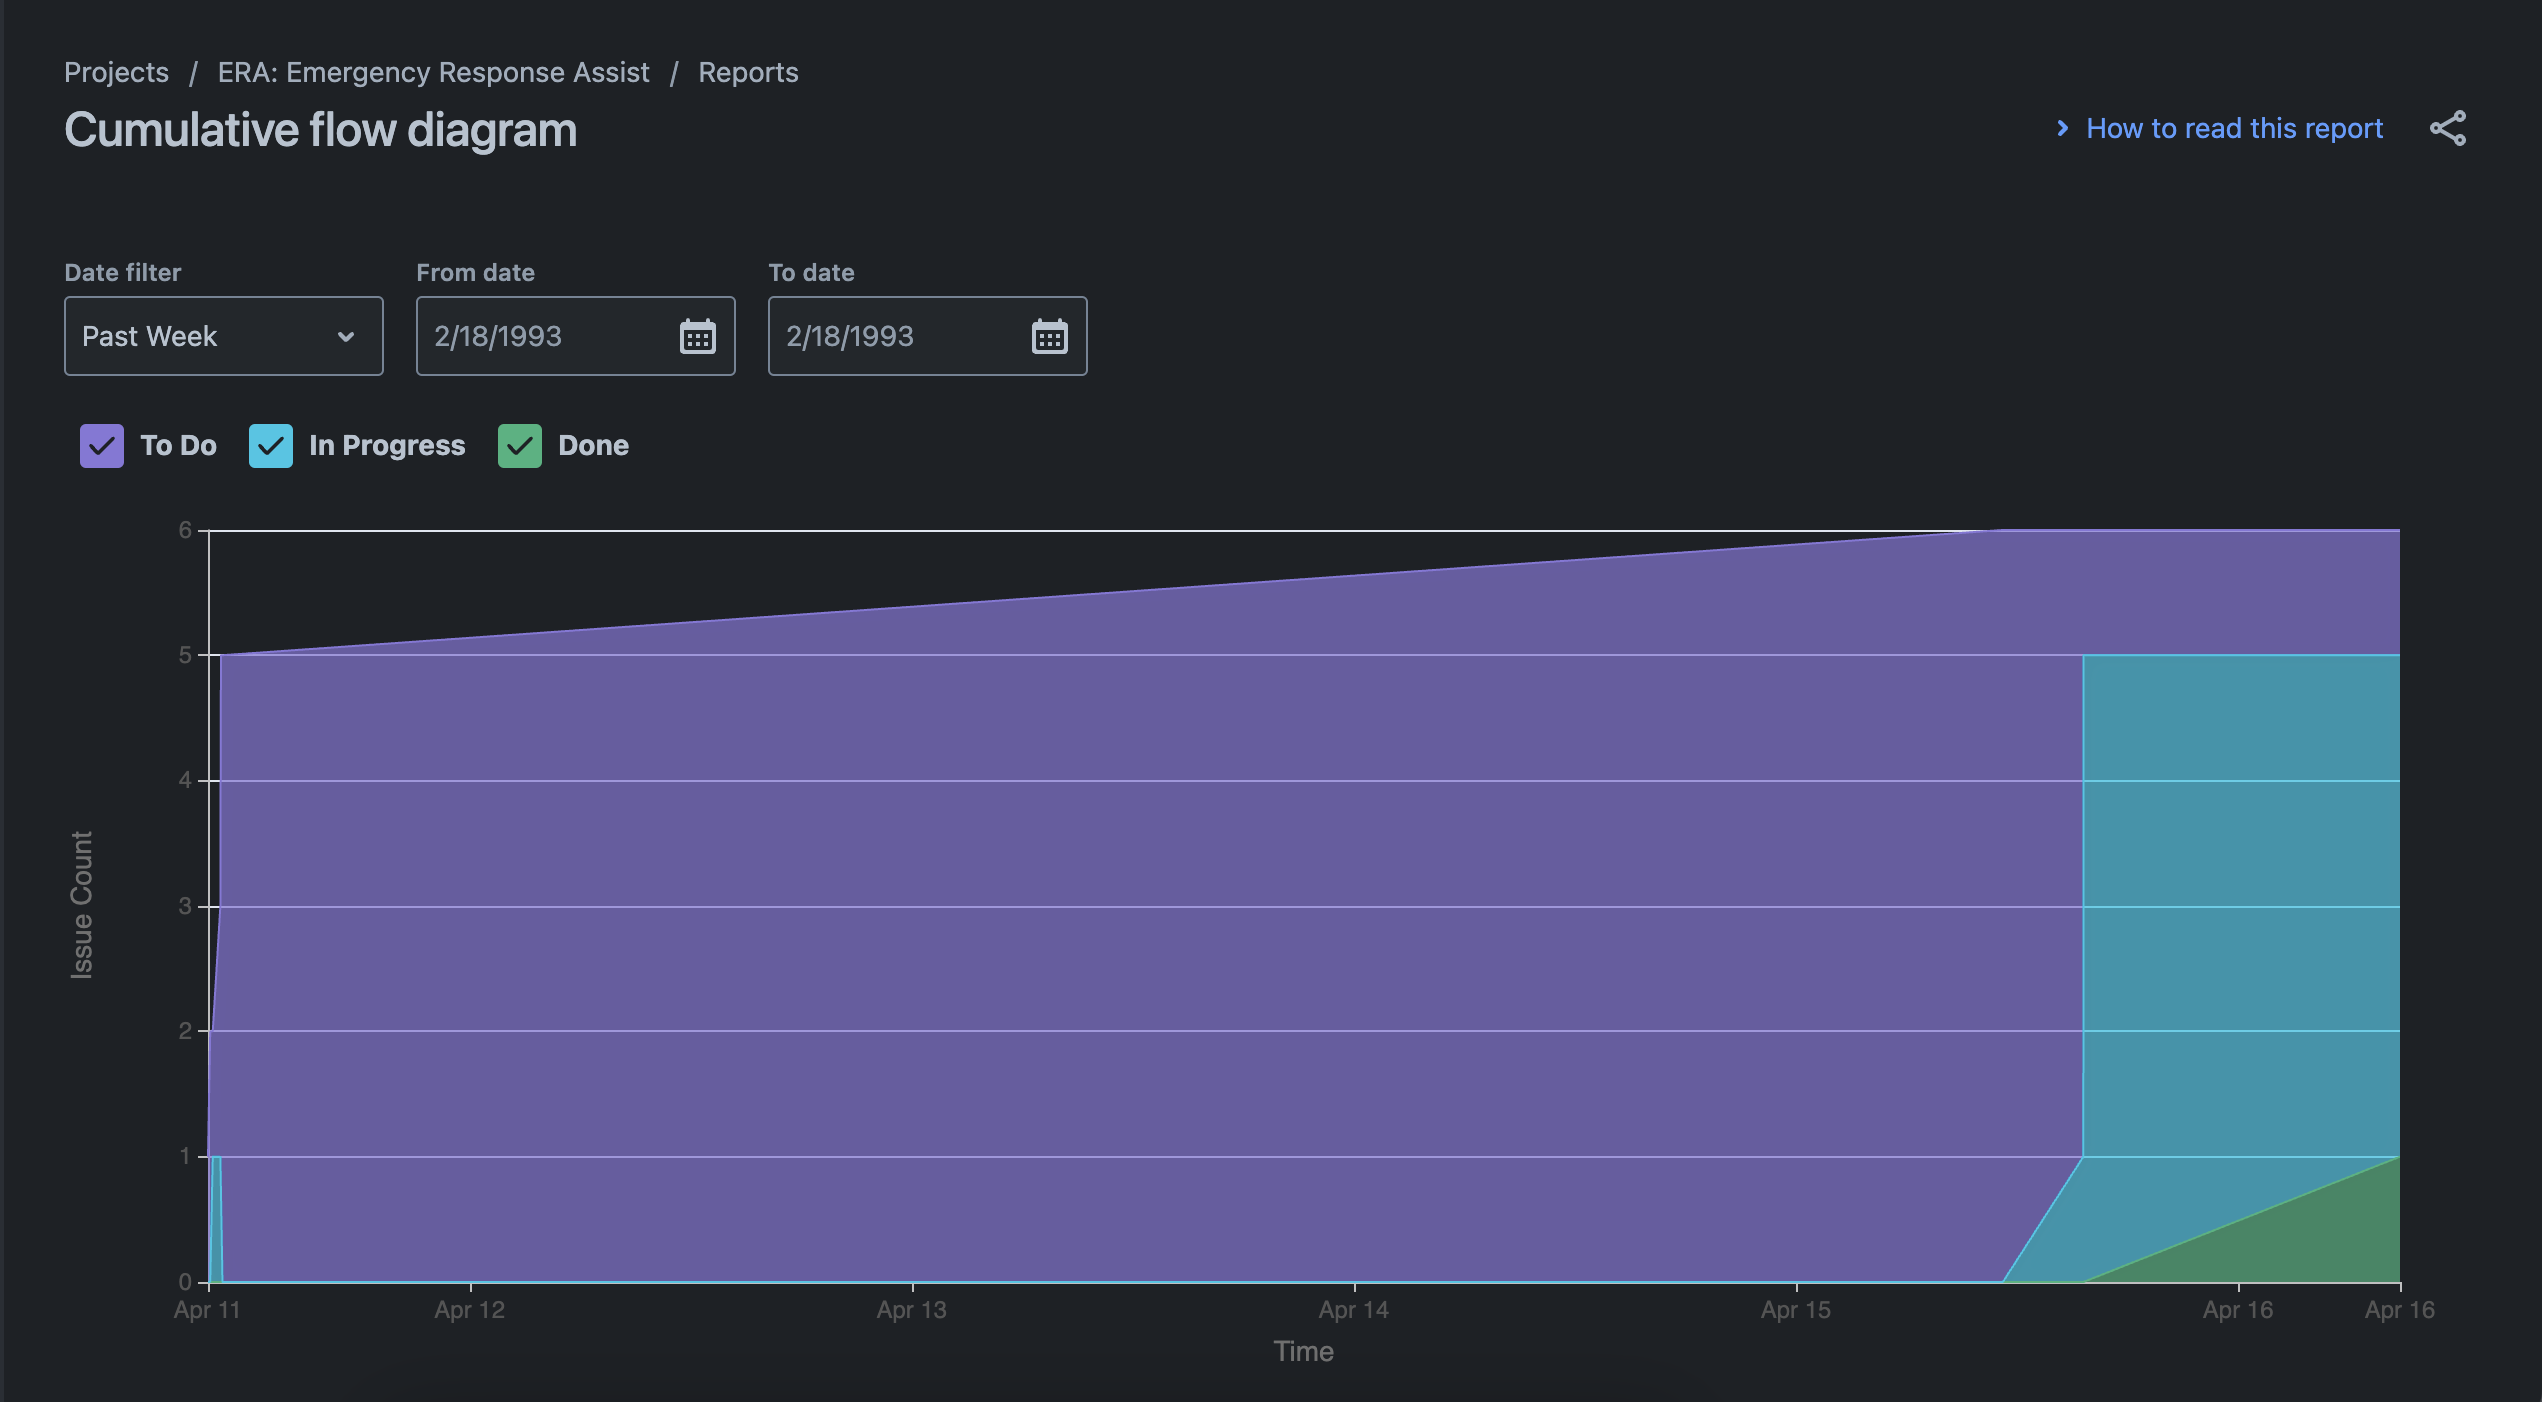 Projects / ERA: Emergency Response Assist / Reports
Cumulative flow diagram
How to read this report
Date filter
From date
To date
Past Week
2/18/1993
2/18/1993
To Do
In Progress
Done
6
5
4
3
2
1
0
Issue Count
Apr 11
Apr 12
Apr 13
Apr 14
Apr 15
Apr 16
Apr 16
Time